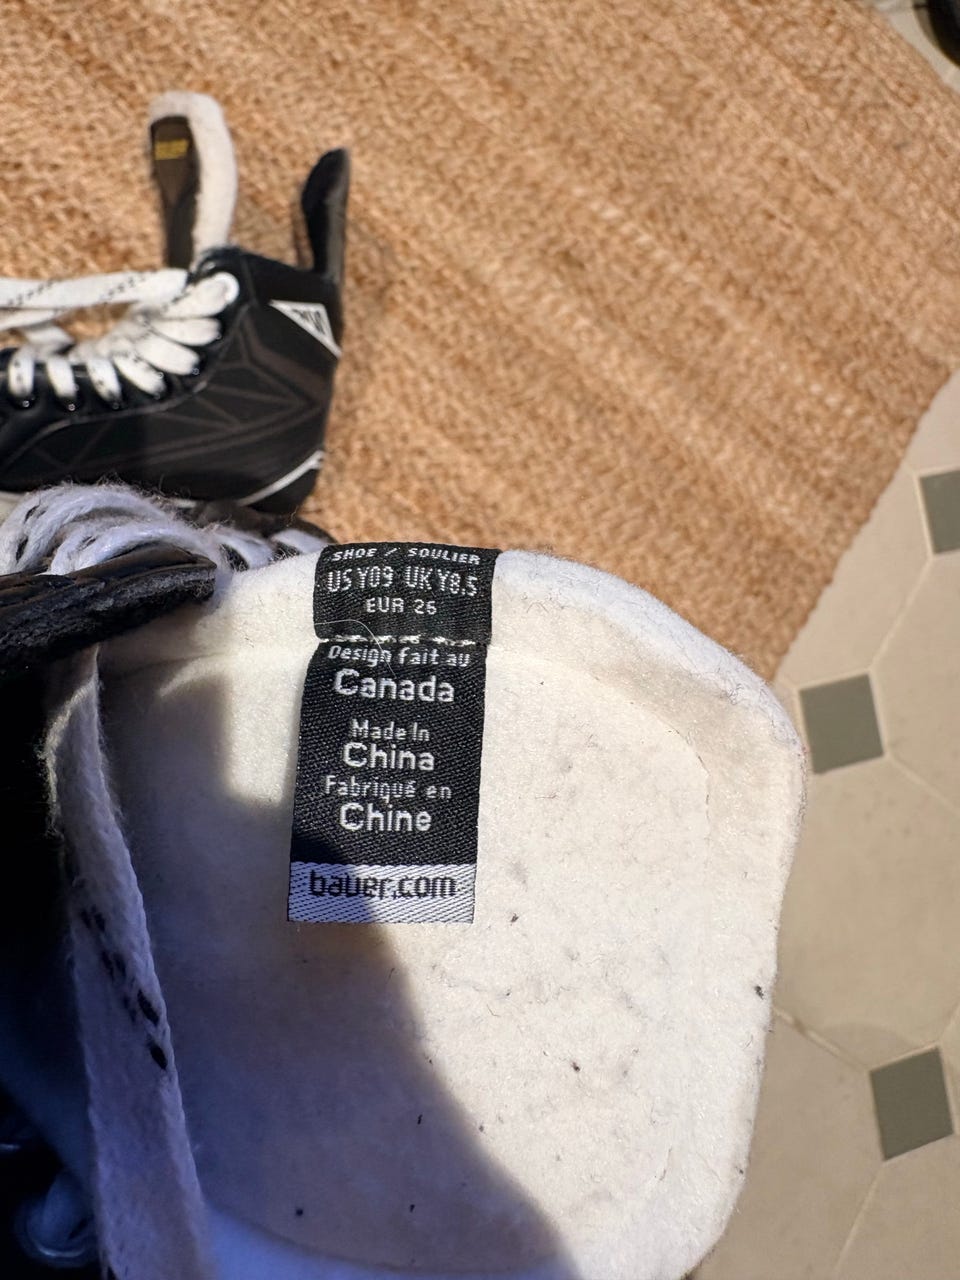 SHOE / SOULIER
US Y09 UK Y8.5
EUR 26
Design fait au
Canada
Made In
China
Fabriqué en
Chine
bauer.com